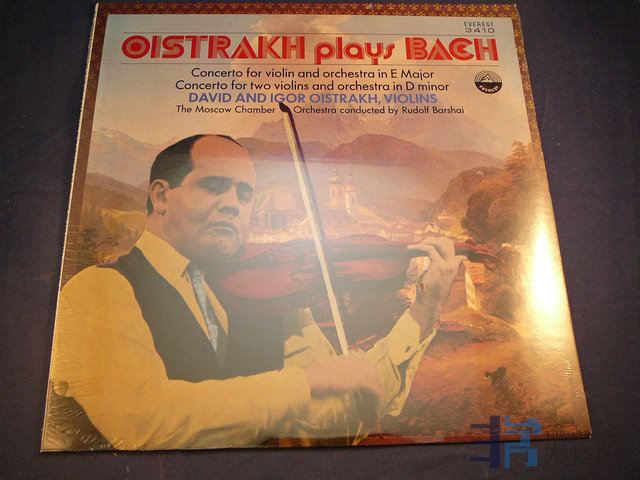 EVEREST
3410
OISTRAKH plays BACH
Concerto for violin and orchestra in E Major
Concerto for two violins and orchestra in D minor
DAVID AND IGOR OISTRAKH, VIOLINS
The Moscow Chamber Orchestra conducted by Rudolf Barshai
EVEREST